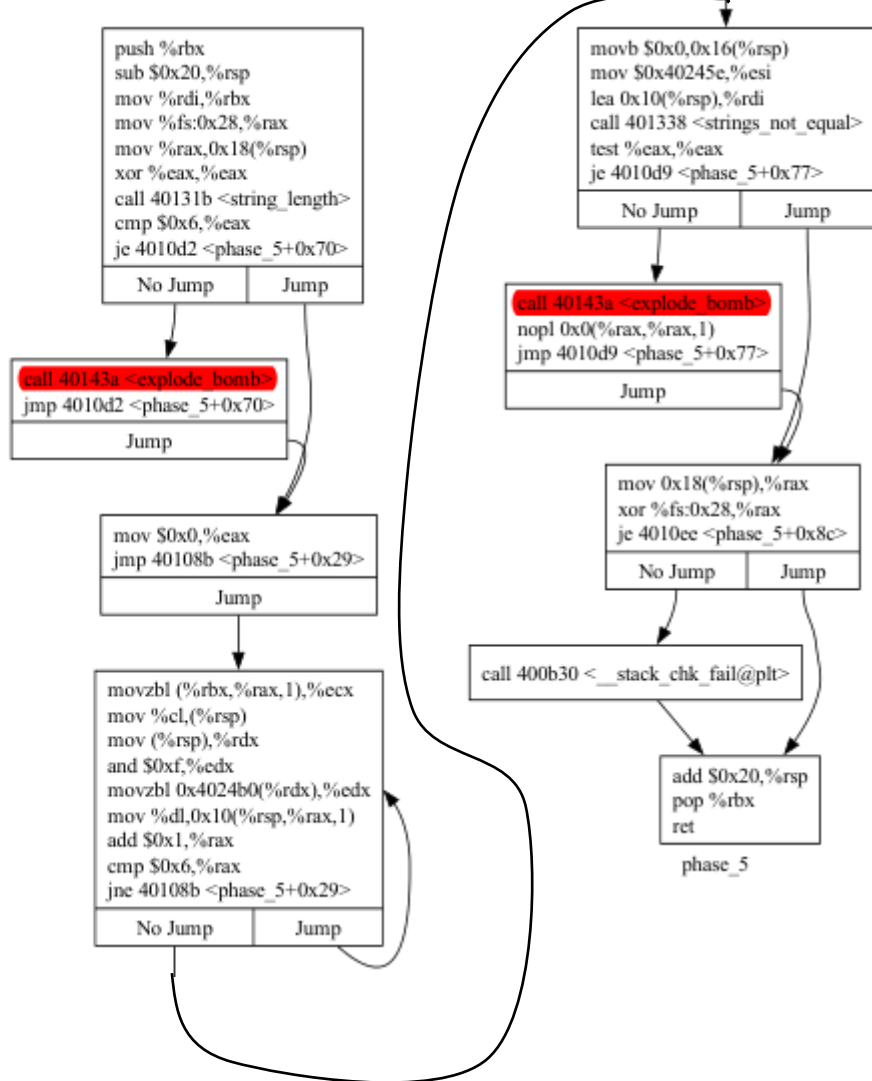 push %rbx
sub $0x20,%rsp
mov %rdi,%rbx
mov %fs:0x28,%rax
mov %rax,0x18(%rsp)
xor %eax,%eax
call 40131b <string_length>
cmp $0x6,%eax
je 4010d2 <phase_5+0x70>
No Jump
Jump
call 40143a <explode_bomb>
jmp 4010d2 <phase_5+0x70>
Jump
mov $0x0,%eax
jmp 40108b <phase_5+0x29>
Jump
movzbl (%rbx,%rax,1),%ecx
mov %cl,(%rsp)
mov (%rsp),%rdx
and $0xf,%edx
movzbl 0x4024b0(%rdx),%edx
mov %dl,0x10(%rsp,%rax,1)
add $0x1,%rax
cmp $0x6,%rax
jne 40108b <phase_5+0x29>
No Jump
Jump
movb $0x0,0x16(%rsp)
mov $0x40245e,%esi
lea 0x10(%rsp),%rdi
call 401338 <strings_not_equal>
test %eax,%eax
je 4010d9 <phase_5+0x77>
No Jump
Jump
call 40143a <explode_bomb>
nopl 0x0(%rax,%rax,1)
jmp 4010d9 <phase_5+0x77>
Jump
mov 0x18(%rsp),%rax
xor %fs:0x28,%rax
je 4010ee <phase_5+0x8c>
No Jump
Jump
call 400b30 <__stack_chk_fail@plt>
add $0x20,%rsp
pop %rbx
ret
phase_5